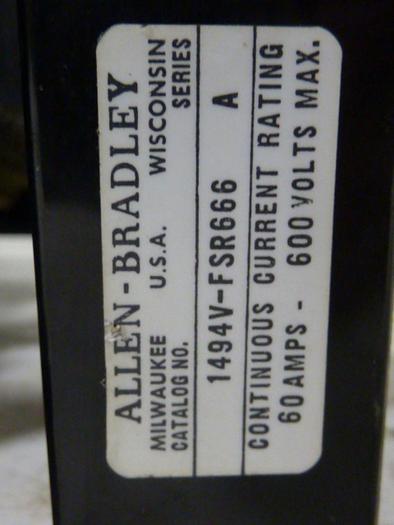 ALLEN-BRADLEY
MILWAUKEE U.S.A. WISCONSIN
CATALOG NO. SERIES
1494V-FSR666 A
CONTINUOUS CURRENT RATING
60 AMPS - 600 VOLTS MAX.